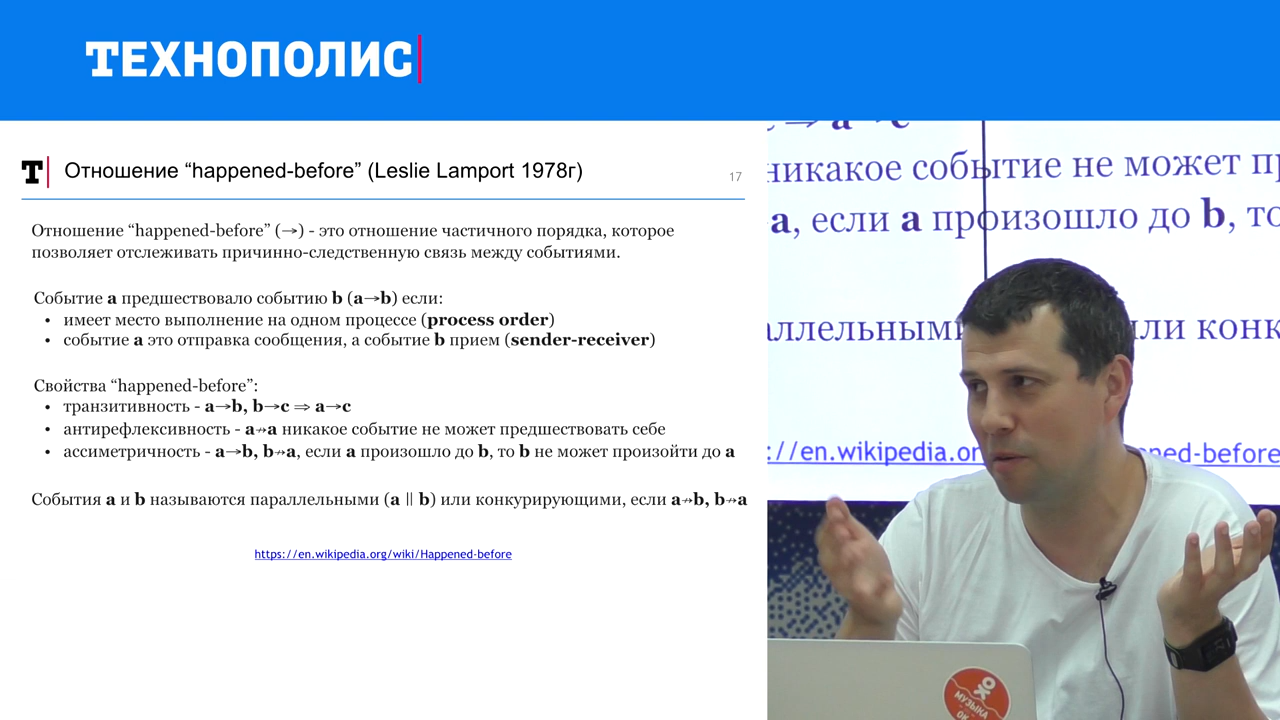 ТЕХНОПОЛИС
Т Отношение “happened-before” (Leslie Lamport 1978г)
17
Отношение “happened-before” (→) - это отношение частичного порядка, которое
позволяет отслеживать причинно-следственную связь между событиями.
Событие a предшествовало событию b (a→b) если:
• имеет место выполнение на одном процессе (process order)
• событие a это отправка сообщения, а событие b прием (sender-receiver)
Свойства “happened-before”:
• транзитивность - a→b, b→c ⇒ a→c
• антирефлексивность - a↛a никакое событие не может предшествовать себе
• ассиметричность - a→b, b↛a, если a произошло до b, то b не может произойти до a
События a и b называются параллельными (a || b) или конкурирующими, если a↛b, b↛a
https://en.wikipedia.org/wiki/Happened-before
никакое событие не может
a, если a произошло до b, то
или
://en.wikipedia.or
-before
МУЗЫКА
ОК